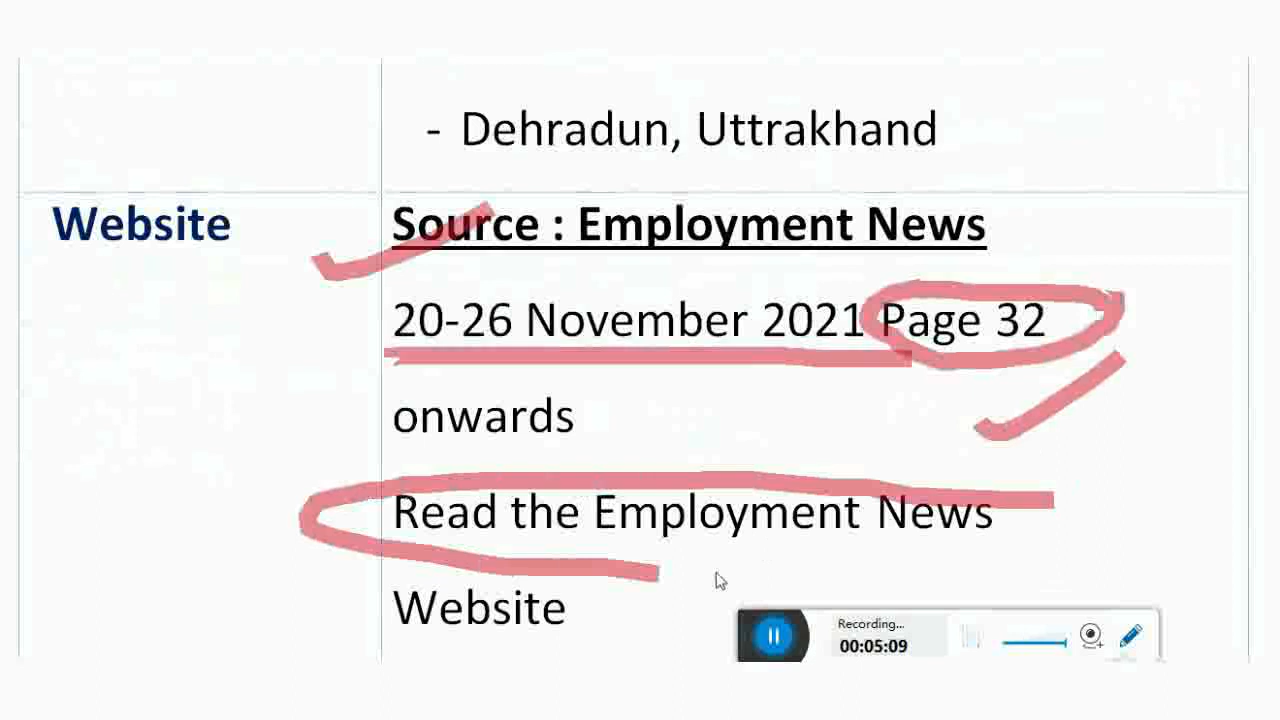 - Dehradun, Uttrakhand
Website
Source : Employment News
20-26 November 2021 Page 32
onwards
Read the Employment News
Website
Recording...
00:05:09